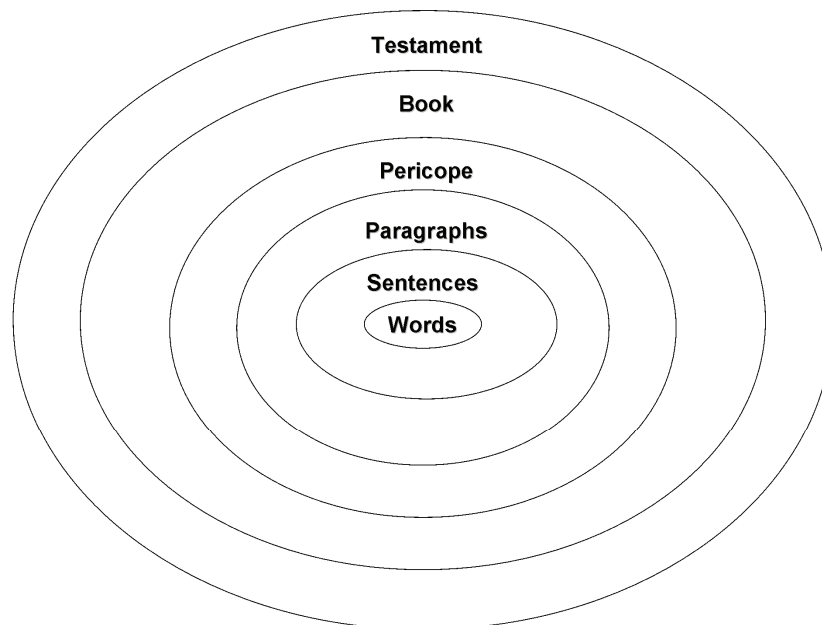 Testament
Book
Pericope
Paragraphs
Sentences
Words